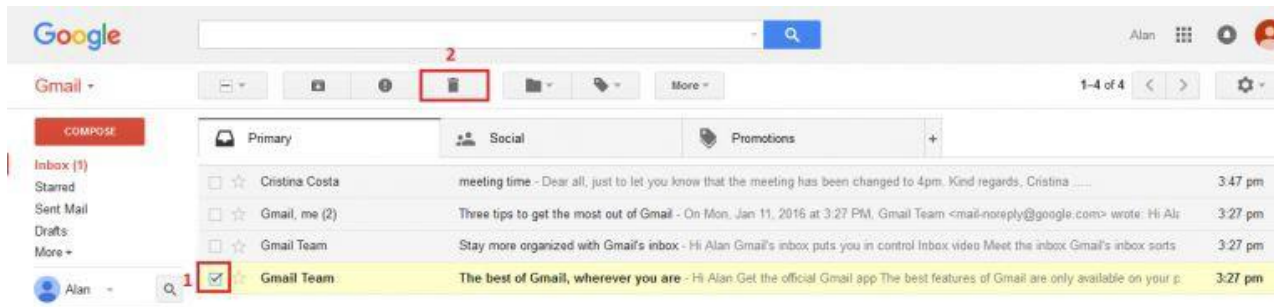 Google
Alan
2
Gmail
More
1–4 of 4
COMPOSE
Primary
Social
Promotions
+
Inbox (1)
Starred
Sent Mail
Drafts
More
Alan
Cristina Costa meeting time - Dear all, just to let you know that the meeting has been changed to 4pm. Kind regards, Cristina ..... 3:47 pm
Gmail, me (2) Three tips to get the most out of Gmail - On Mon, Jan 11, 2016 at 3:27 PM, Gmail Team <mail-noreply@google.com> wrote: Hi Ala 3:27 pm
Gmail Team Stay more organized with Gmail's inbox - Hi Alan Gmail's inbox puts you in control Inbox video Meet the inbox Gmail's inbox sorts 3:27 pm
1
Gmail Team The best of Gmail, wherever you are - Hi Alan Get the official Gmail app The best features of Gmail are only available on your p 3:27 pm